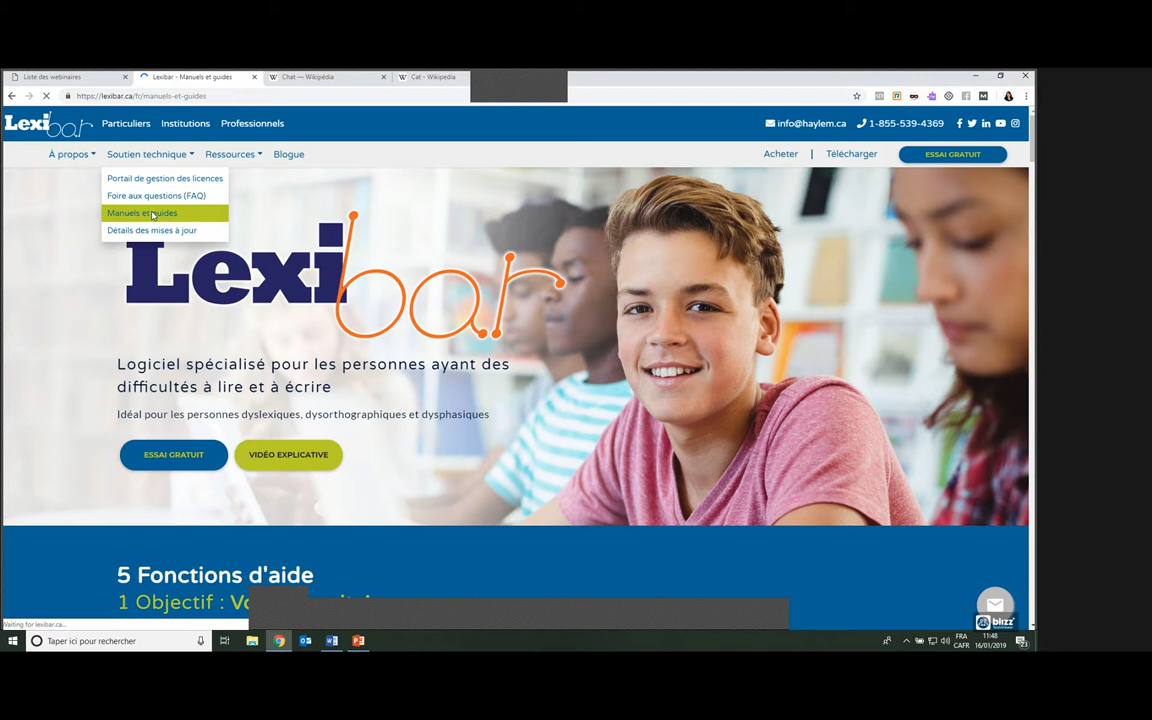 Liste des webinaires
Lexibar - Manuels et guides
Chat — Wikipédia
Cat - Wikipedia
https://lexibar.ca/fr/manuels-et-guides
Lexibar Particuliers Institutions Professionnels
info@haylem.ca 1-855-539-4369
À propos Soutien technique Ressources Blogue
Acheter | Télécharger ESSAI GRATUIT
Portail de gestion des licences
Foire aux questions (FAQ)
Manuels et guides
Détails des mises à jour
Lexibar
Logiciel spécialisé pour les personnes ayant des
difficultés à lire et à écrire
Idéal pour les personnes dyslexiques, dysorthographiques et dysphasiques
ESSAI GRATUIT VIDÉO EXPLICATIVE
5 Fonctions d'aide
1 Objectif :
Waiting for lexibar.ca...
blizz
Taper ici pour rechercher
FRA 11:48
CAFR 16/01/2019 23